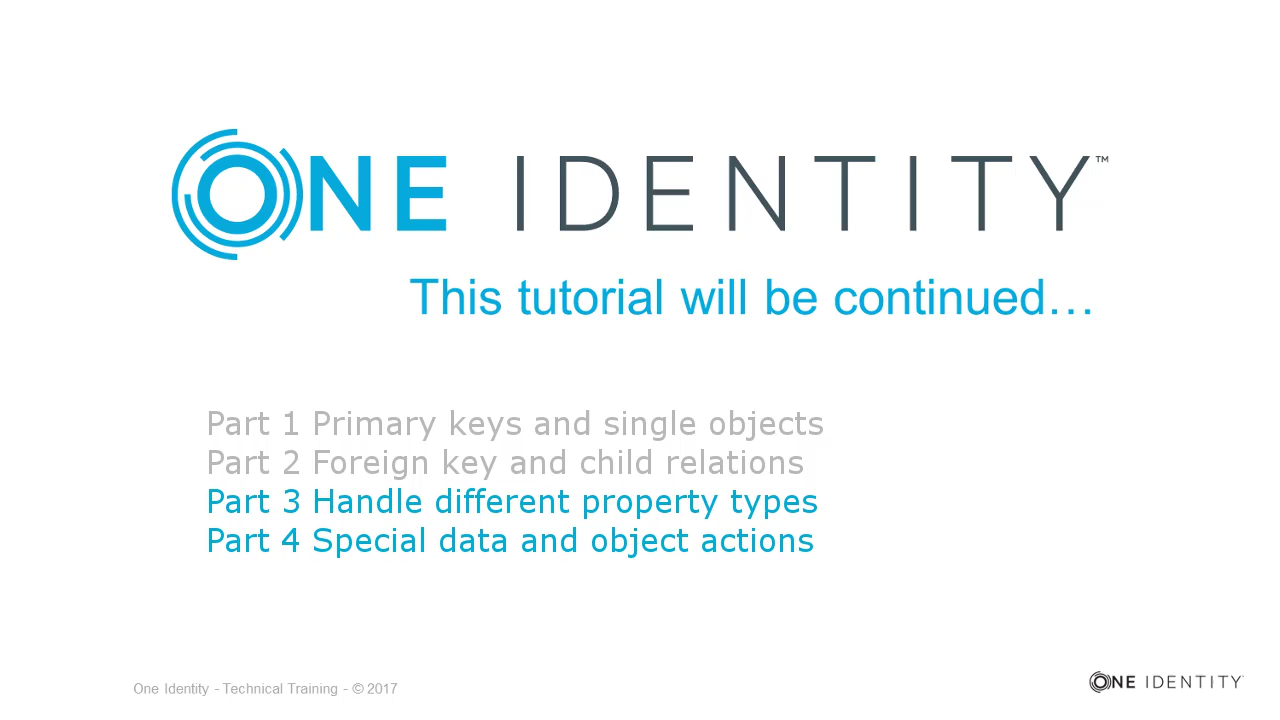 ONE IDENTITY™
This tutorial will be continued…
Part 1 Primary keys and single objects
Part 2 Foreign key and child relations
Part 3 Handle different property types
Part 4 Special data and object actions
One Identity - Technical Training - © 2017
ONE IDENTITY